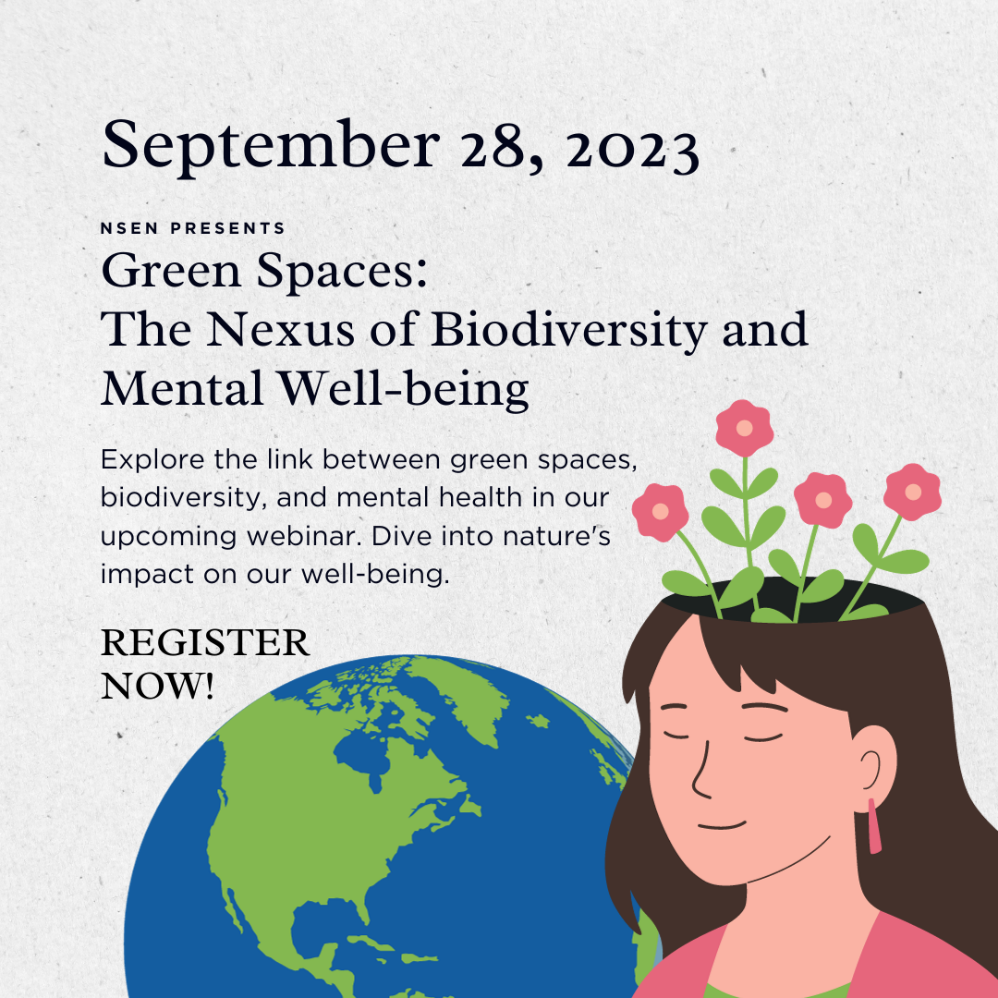 September 28, 2023
NSEN PRESENTS
Green Spaces:
The Nexus of Biodiversity and
Mental Well-being
Explore the link between green spaces,
biodiversity, and mental health in our
upcoming webinar. Dive into nature's
impact on our well-being.
REGISTER
NOW!